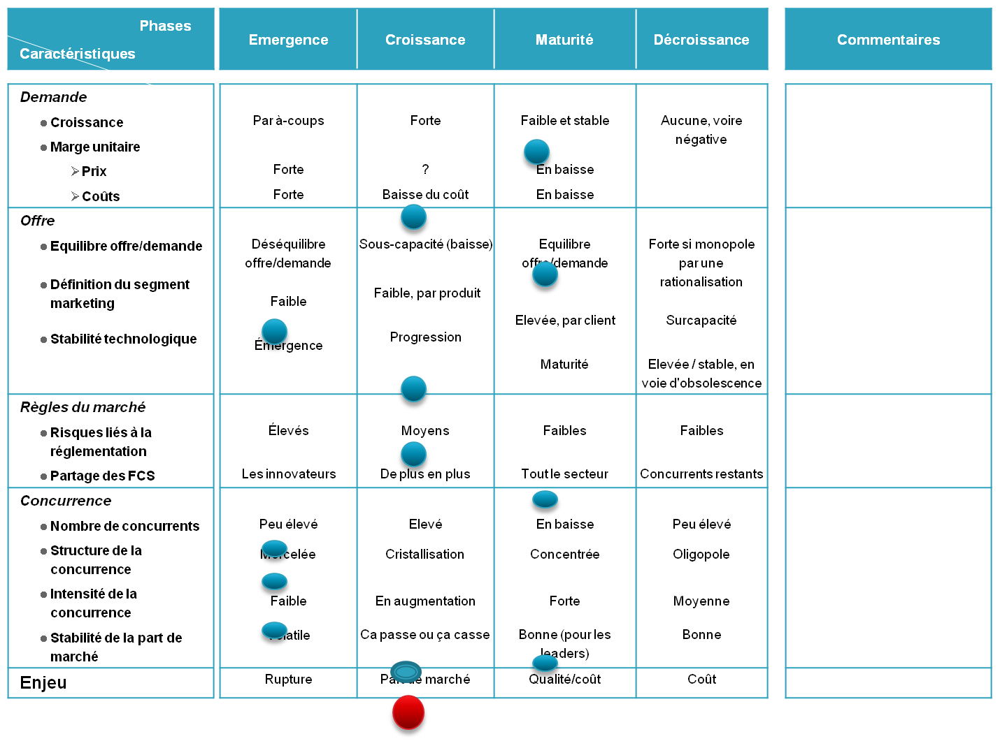 Phases
Caractéristiques
Emergence
Croissance
Maturité
Décroissance
Commentaires
Demande
Croissance
Par à-coups
Forte
Faible et stable
Aucune, voire
négative
Marge unitaire
Prix
Forte
?
En baisse
Coûts
Forte
Baisse du coût
En baisse
Offre
Equilibre offre/demande
Déséquilibre
offre/demande
Sous-capacité (baisse)
Equilibre
offre/demande
Forte si monopole
par une
rationalisation
Définition du segment
marketing
Faible
Faible, par produit
Elevée, par client
Surcapacité
Stabilité technologique
Émergence
Progression
Maturité
Elevée / stable, en
voie d'obsolescence
Règles du marché
Risques liés à la
réglementation
Élevés
Moyens
Faibles
Faibles
Partage des FCS
Les innovateurs
De plus en plus
Tout le secteur
Concurrents restants
Concurrence
Nombre de concurrents
Peu élevé
Elevé
En baisse
Peu élevé
Structure de la
concurrence
Morcelée
Cristallisation
Concentrée
Oligopole
Intensité de la
concurrence
Faible
En augmentation
Forte
Moyenne
Stabilité de la part de
marché
Volatile
Ca passe ou ça casse
Bonne (pour les
leaders)
Bonne
Enjeu
Rupture
Part de marché
Qualité/coût
Coût